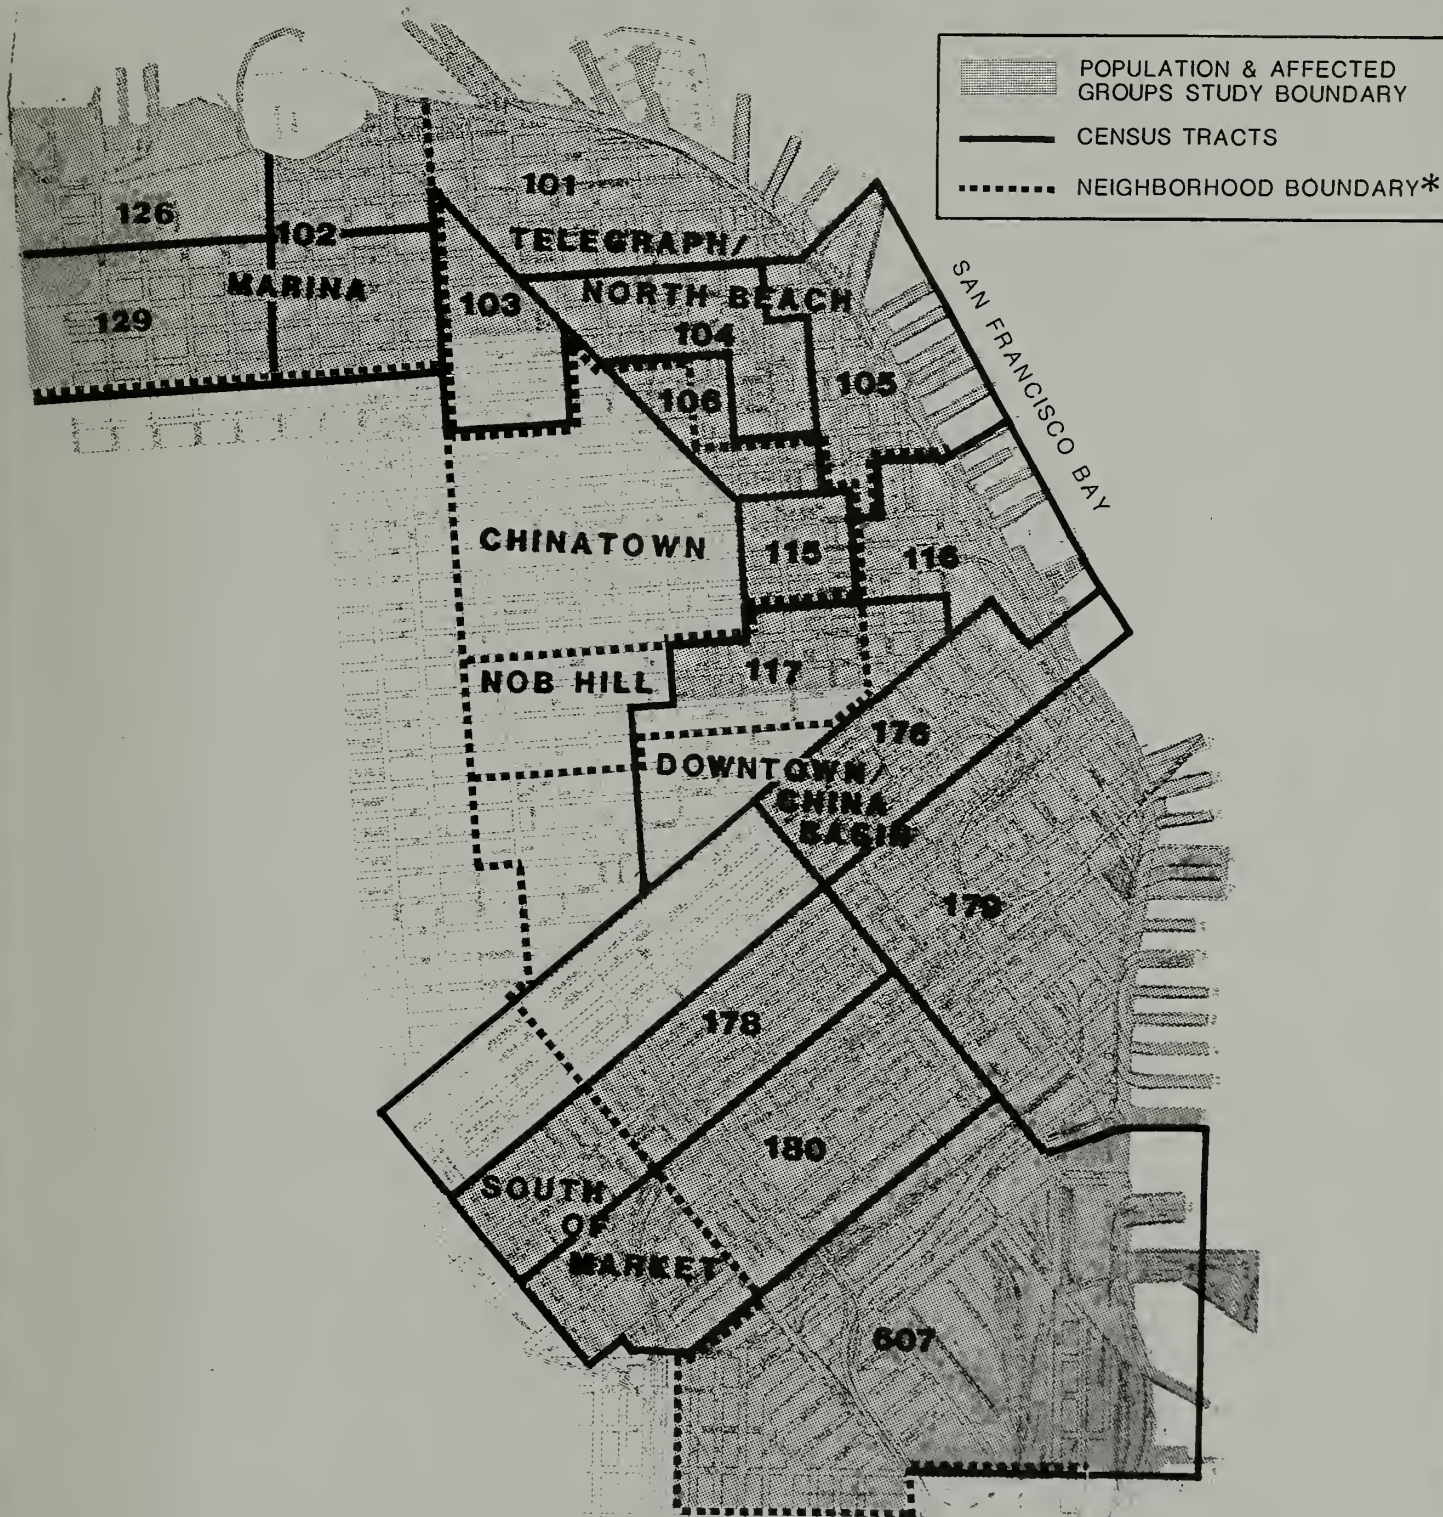 POPULATION & AFFECTED
GROUPS STUDY BOUNDARY
CENSUS TRACTS
NEIGHBORHOOD BOUNDARY*
101
126
102
TELEGRAPH/
MARINA
103
NORTH BEACH
129
104
SAN FRANCISCO BAY
106
105
CHINATOWN
115
116
NOB HILL
117
176
DOWNTOWN/
CHINA
BASIN
179
178
180
SOUTH
OF
MARKET
607